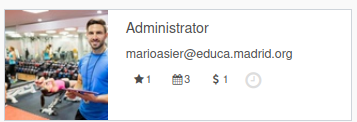 Administrator
marioasier@educa.madrid.org
1 3 $ 1